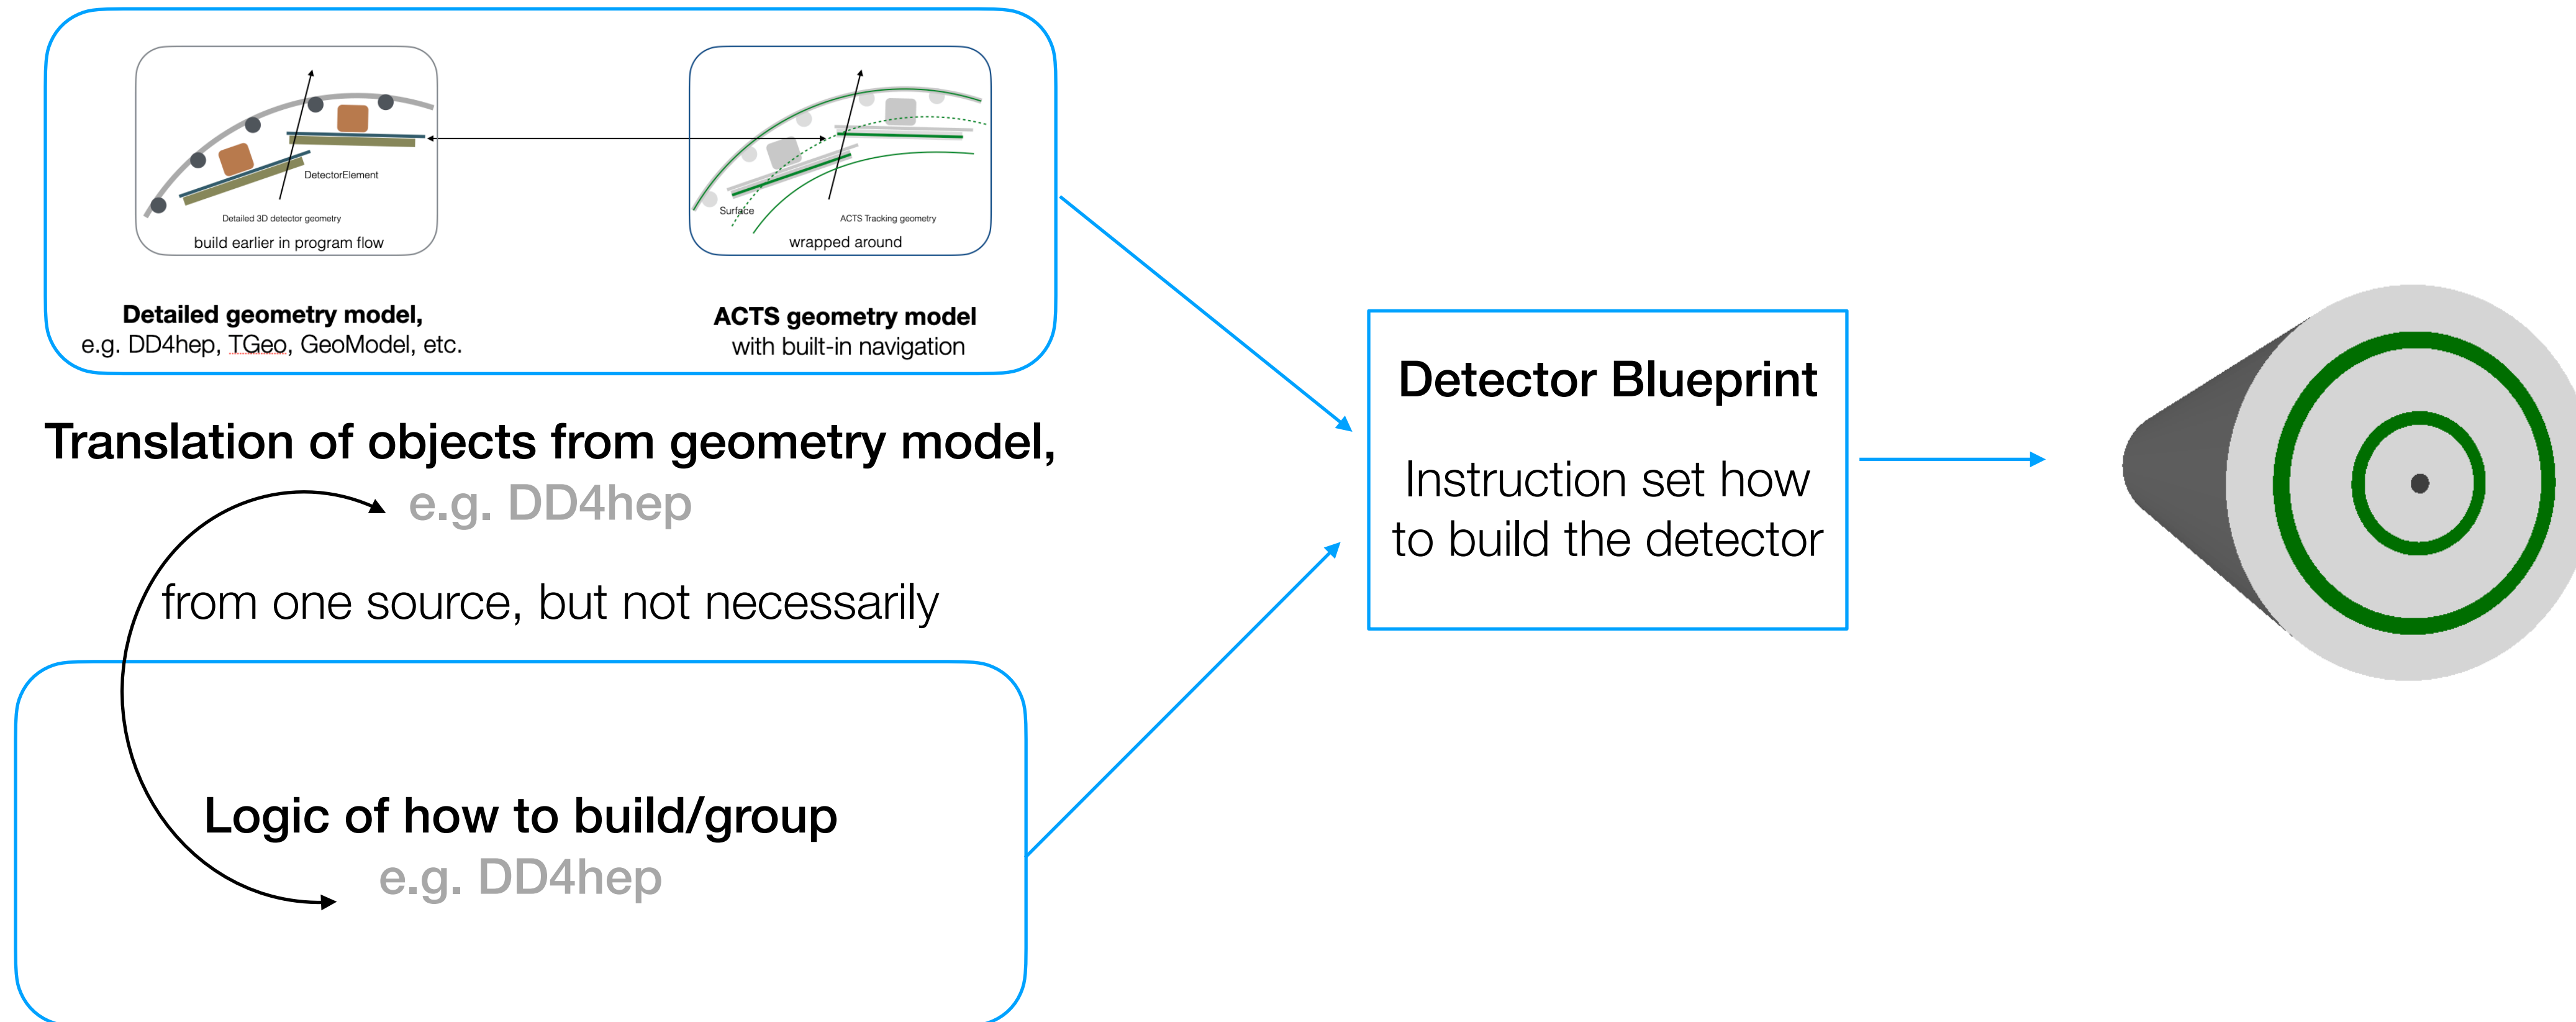 DetectorElement
Detailed 3D detector geometry
build earlier in program flow
Surface
ACTS Tracking geometry
wrapped around
Detailed geometry model,
e.g. DD4hep, TGeo, GeoModel, etc.
ACTS geometry model
with built-in navigation
Translation of objects from geometry model,
e.g. DD4hep
from one source, but not necessarily
Logic of how to build/group
e.g. DD4hep
Detector Blueprint
Instruction set how
to build the detector